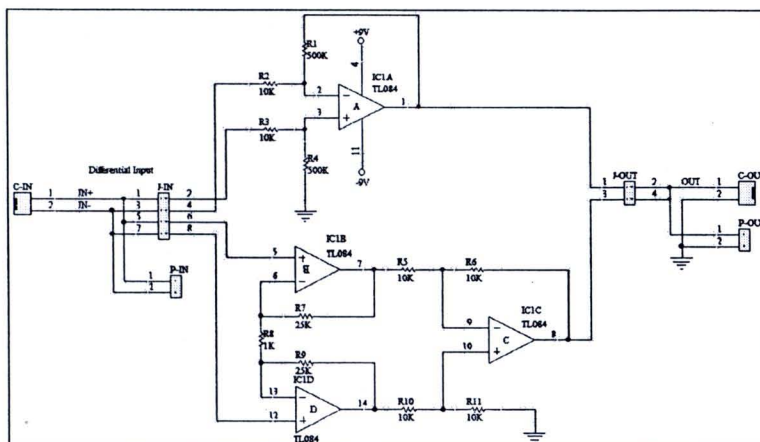 +9V
R1
500K
4
R2
10K
IC1A
TL084
2
A
1
3
R3
10K
11
R4
500K
-9V
Differential Input
C-IN
J-IN
1
IN+
1
2
2
IN-
3
4
5
6
7
8
1
2
P-IN
J-OUT
1
2
OUT
1
C-OU
3
4
2
1
P-OU
2
IC1B
TL084
5
7
R5
10K
R6
10K
6
R7
25K
R8
1K
R9
25K
IC1C
TL084
9
C
8
10
IC1D
13
D
14
R10
10K
R11
10K
12
TL084